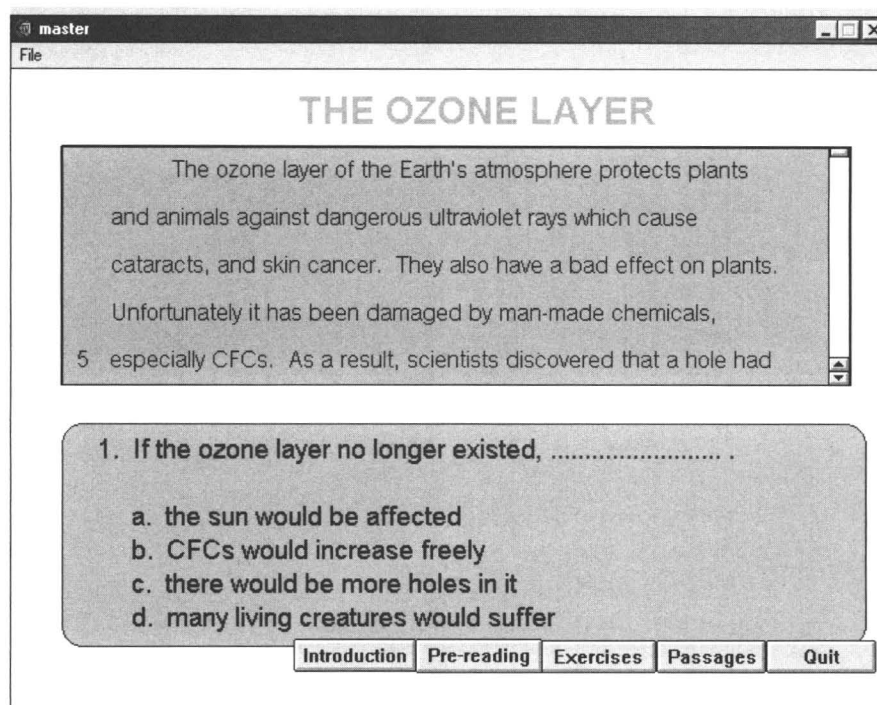 master
File
THE OZONE LAYER
The ozone layer of the Earth's atmosphere protects plants
and animals against dangerous ultraviolet rays which cause
cataracts, and skin cancer. They also have a bad effect on plants.
Unfortunately it has been damaged by man-made chemicals,
5 especially CFCs. As a result, scientists discovered that a hole had
1. If the ozone layer no longer existed, ......................... .
a. the sun would be affected
b. CFCs would increase freely
c. there would be more holes in it
d. many living creatures would suffer
Introduction Pre-reading Exercises Passages Quit